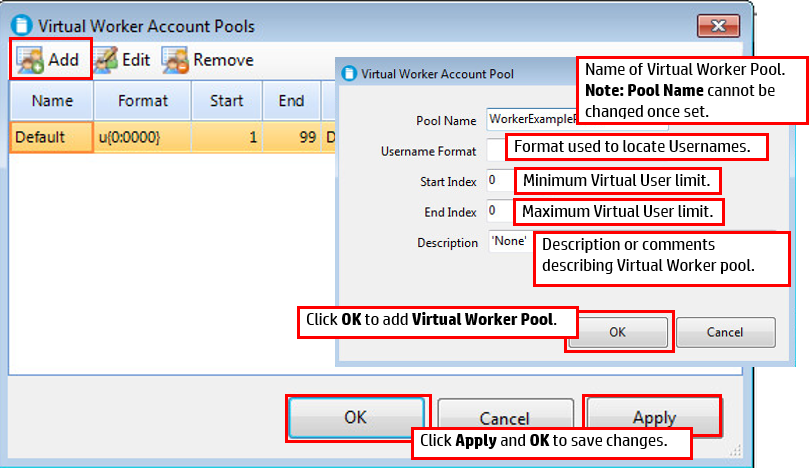 Virtual Worker Account Pools
Add Edit Remove
Name Format Start End
Default u{0:0000} 1 99 D
Virtual Worker Account Pool
Pool Name WorkerExample
Name of Virtual Worker Pool.
Note: Pool Name cannot be
changed once set.
Username Format
Format used to locate Usernames.
Start Index 0
Minimum Virtual User limit.
End Index 0
Maximum Virtual User limit.
Description 'None'
Description or comments
describing Virtual Worker pool.
Click OK to add Virtual Worker Pool.
OK Cancel
OK Cancel Apply
Click Apply and OK to save changes.